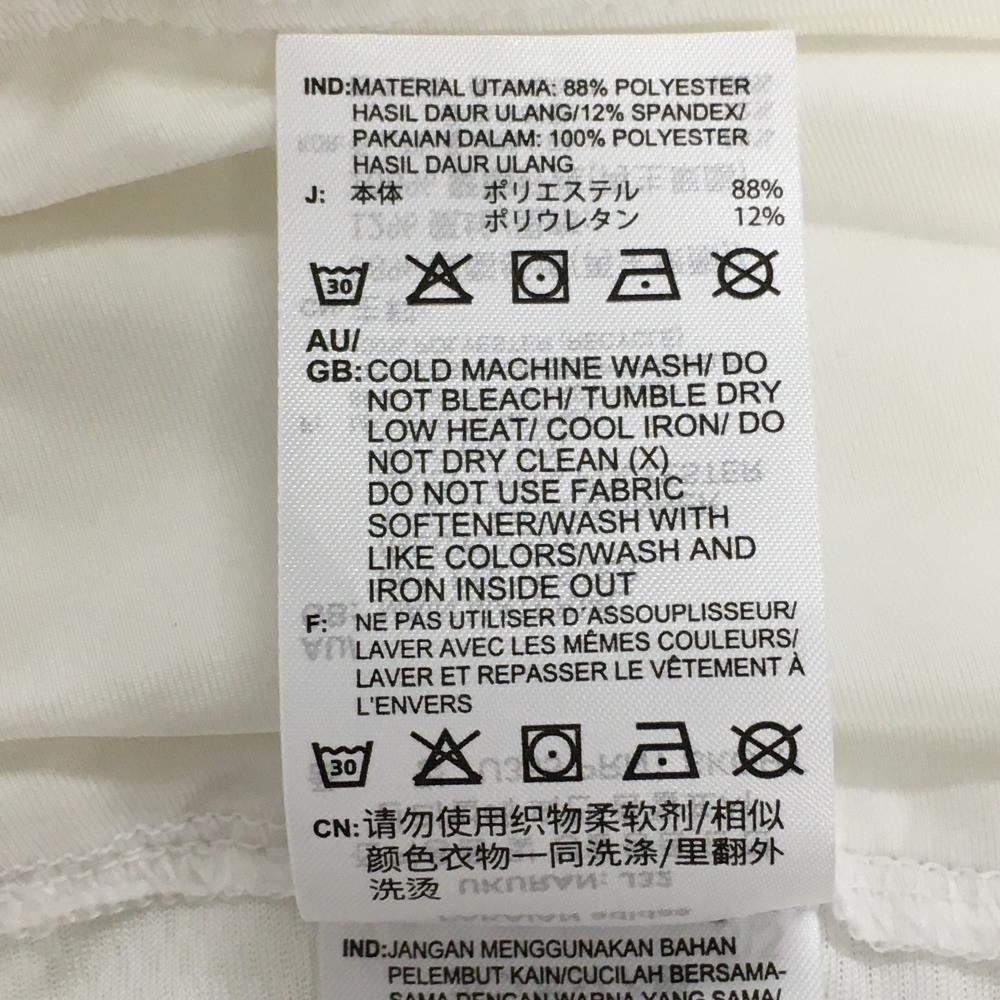 IND:MATERIAL UTAMA: 88% POLYESTER
HASIL DAUR ULANG/12% SPANDEX/
PAKAIAN DALAM: 100% POLYESTER
HASIL DAUR ULANG
J: 本体 ポリエステル 88%
ポリウレタン 12%
30
AU/
GB: COLD MACHINE WASH/ DO
NOT BLEACH/ TUMBLE DRY
LOW HEAT/ COOL IRON/ DO
NOT DRY CLEAN (X)
DO NOT USE FABRIC
SOFTENER/WASH WITH
LIKE COLORS/WASH AND
IRON INSIDE OUT
F: NE PAS UTILISER D´ASSOUPLISSEUR/
LAVER AVEC LES MÊMES COULEURS/
LAVER ET REPASSER LE VÊTEMENT À
L'ENVERS
30
CN: 请勿使用织物柔软剂/相似
颜色衣物一同洗涤/里翻外
洗烫
IND:JANGAN MENGGUNAKAN BAHAN
PELEMBUT KAIN/CUCILAH BERSAMA-
SAMA DENGAN WARNA YANG SAMA/